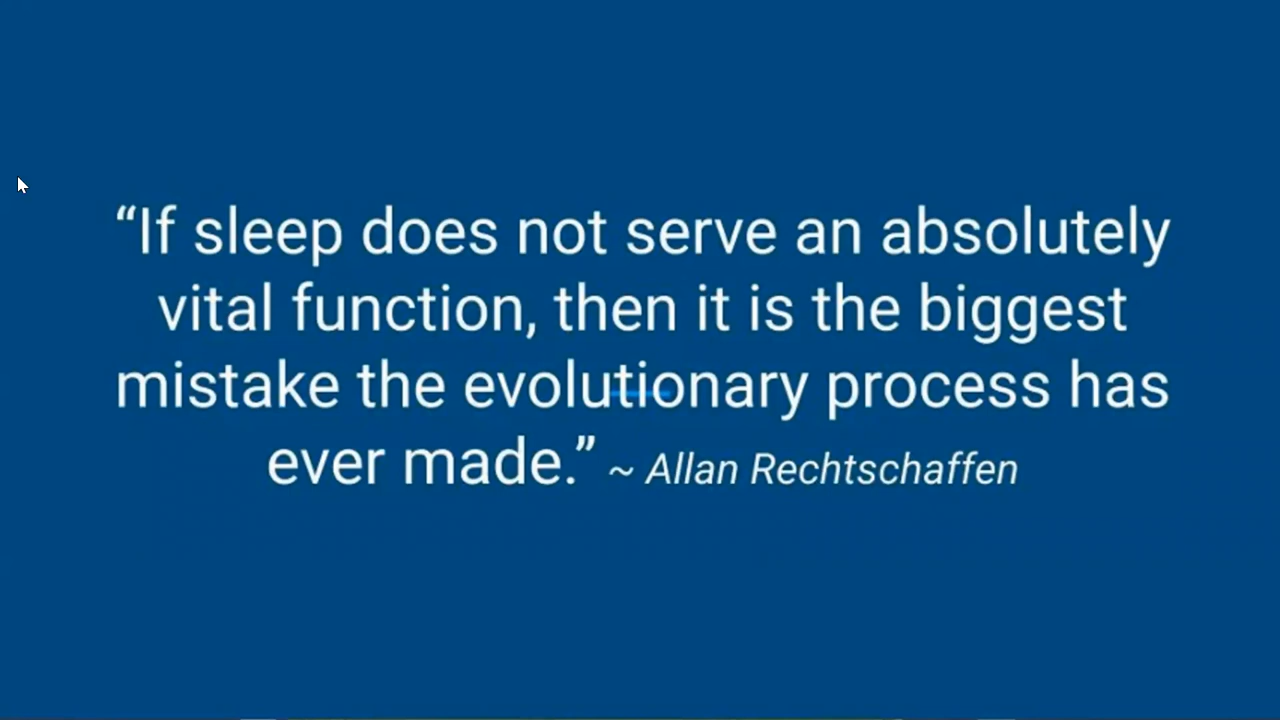 “If sleep does not serve an absolutely
vital function, then it is the biggest
mistake the evolutionary process has
ever made.” ~ Allan Rechtschaffen